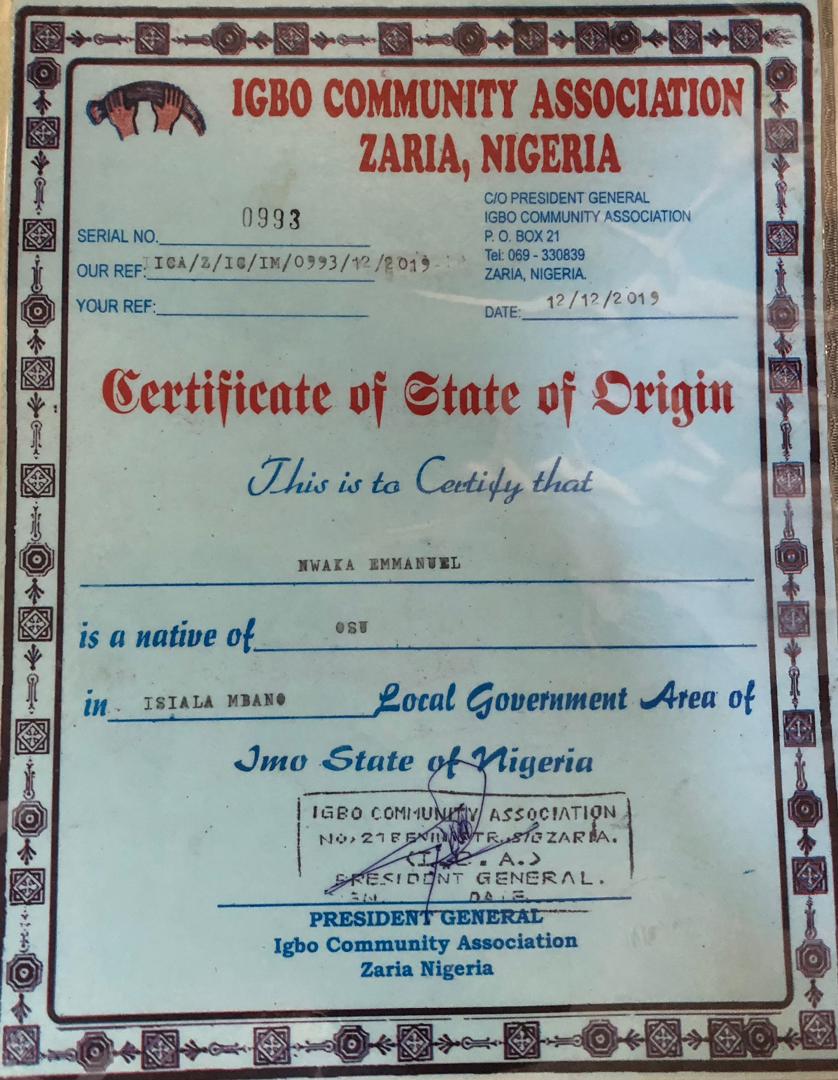 IGBO COMMUNITY ASSOCIATION
ZARIA, NIGERIA
C/O PRESIDENT GENERAL
IGBO COMMUNITY ASSOCIATION
P. O. BOX 21
Tel: 069 - 330839
ZARIA, NIGERIA.
SERIAL NO. 0993
OUR REF: ICA/Z/IC/IM/0993/12/2019
YOUR REF:
DATE: 12/12/2019
Certificate of State of Origin
This is to Certify that
NWAKA EMMANUEL
is a native of OSU
in ISIALA MBANO Local Government Area of
Imo State of Nigeria
IGBO COMMUNITY ASSOCIATION
ZARIA.
PRESIDENT GENERAL.
DATE
PRESIDENT GENERAL
Igbo Community Association
Zaria Nigeria